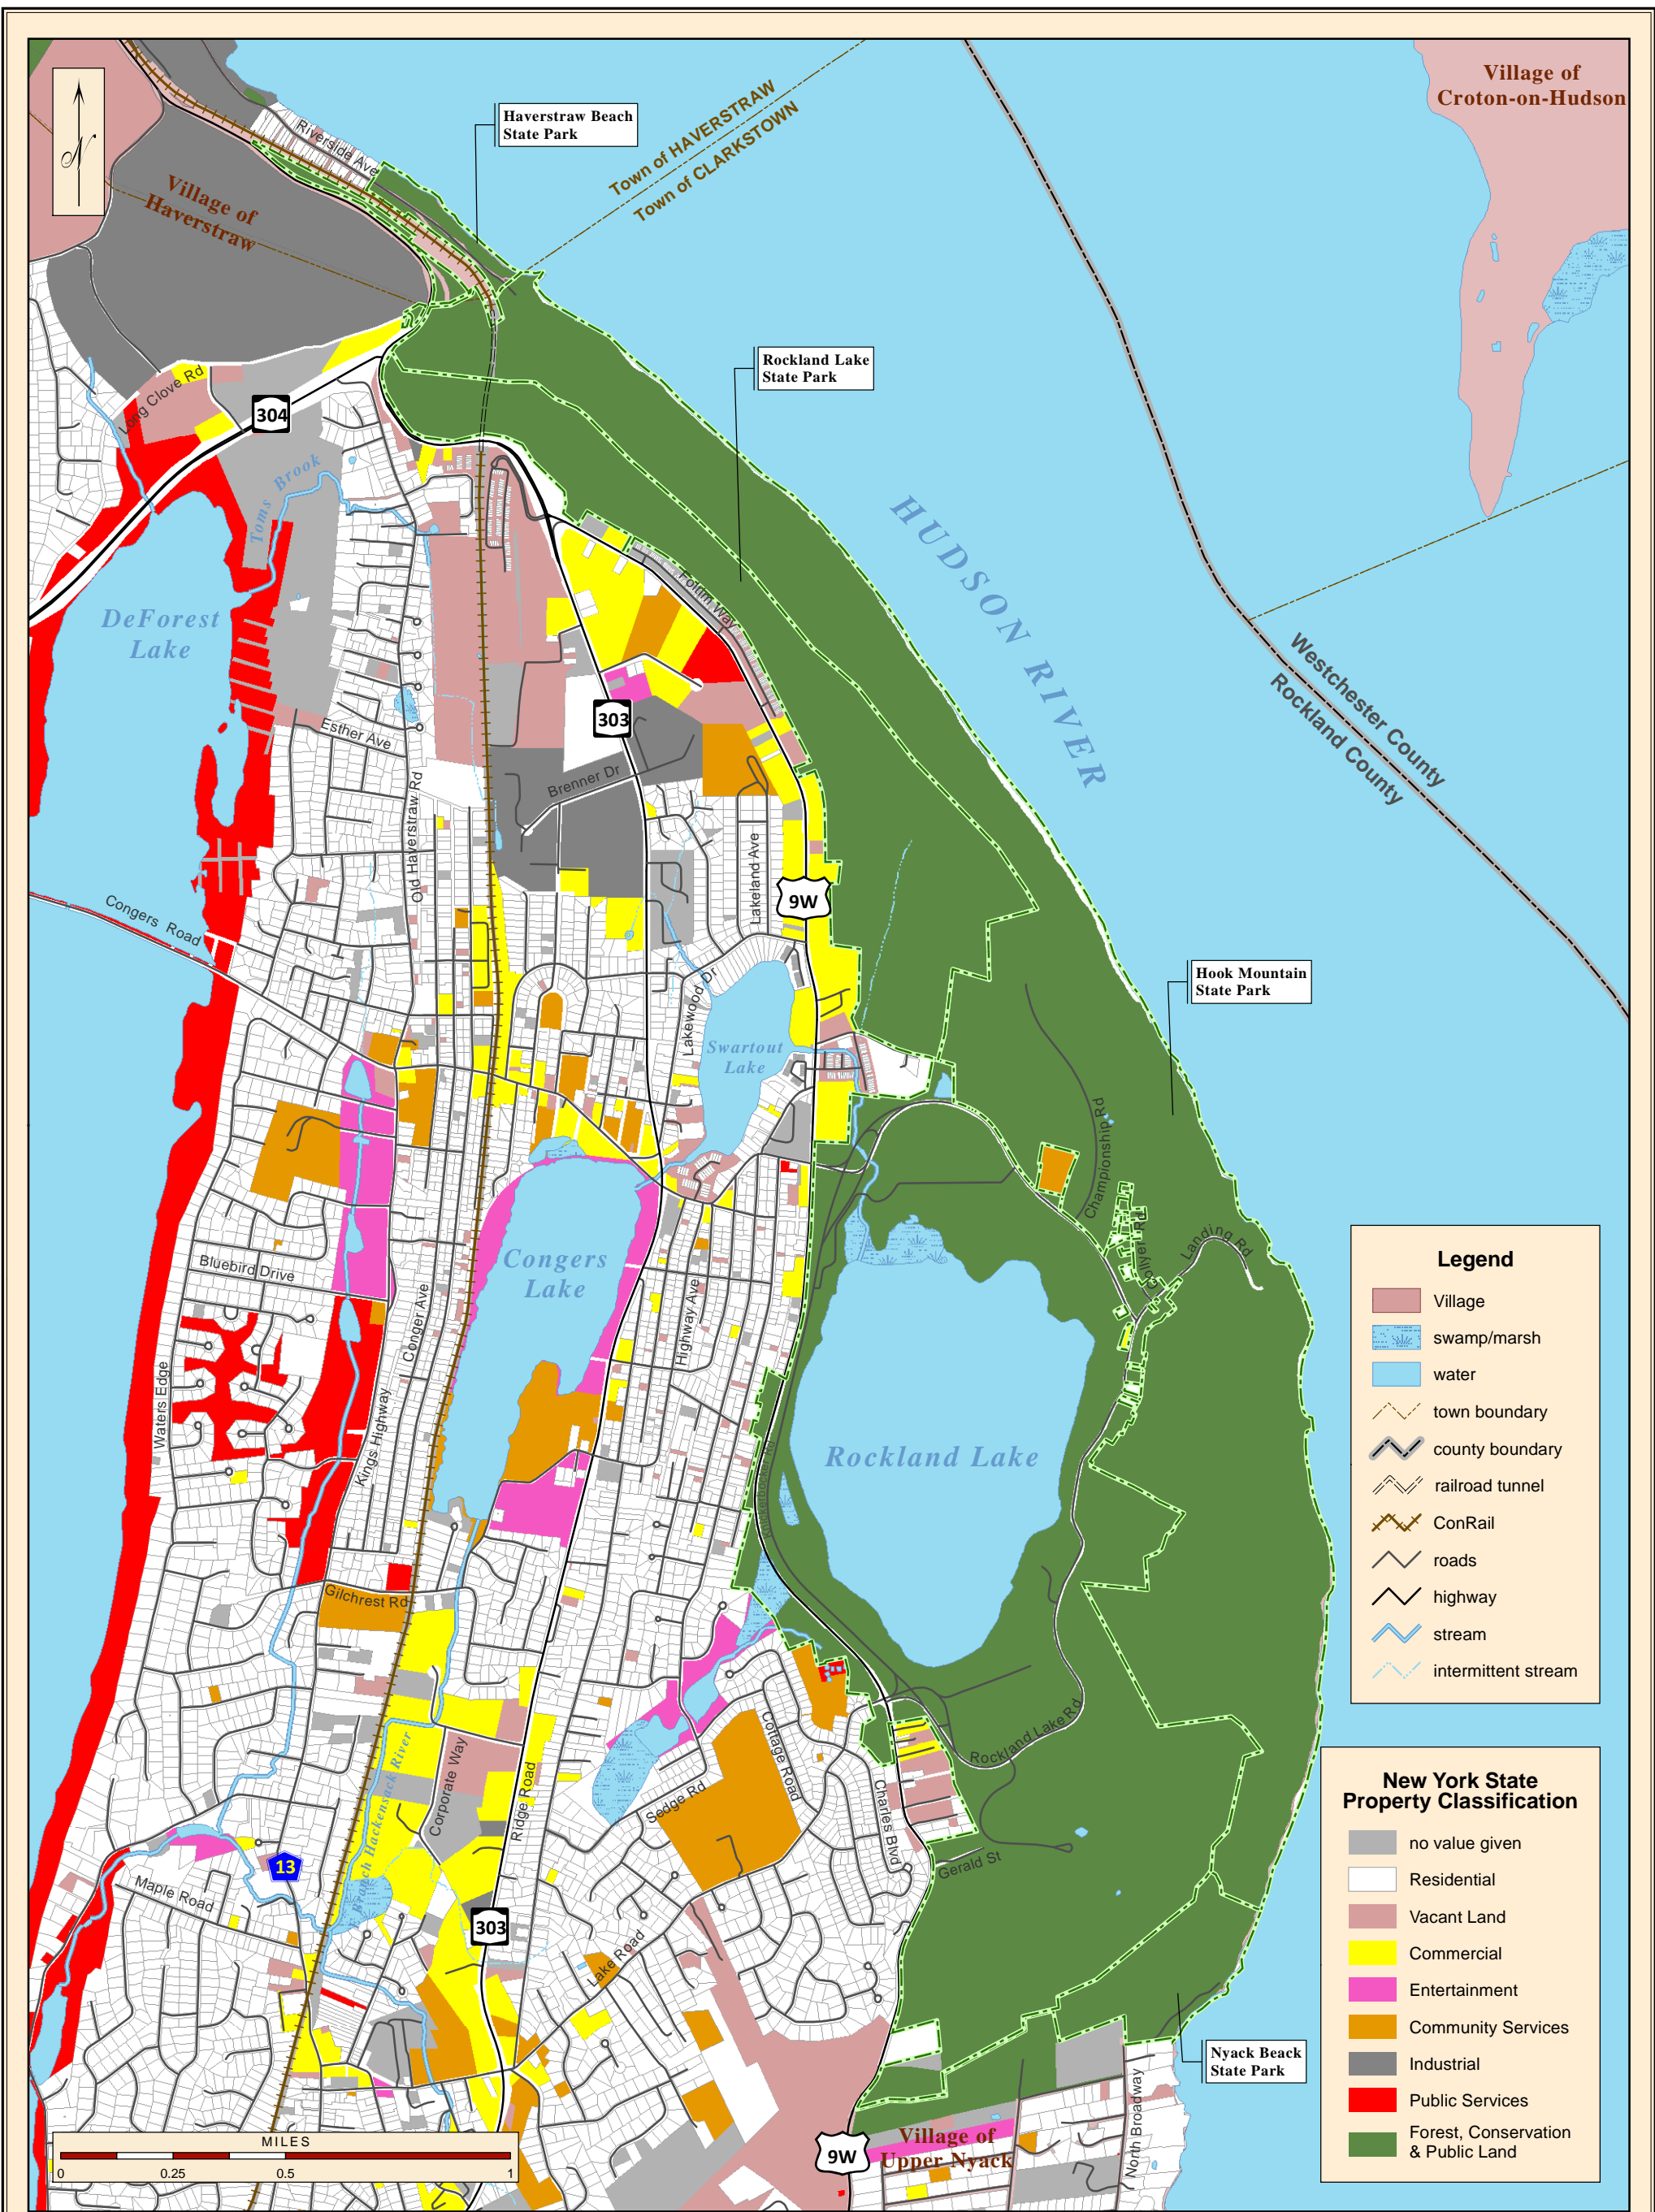 Village of
Croton-on-Hudson
Haverstraw Beach
State Park
Town of HAVERSTRAW
Town of CLARKSTOWN
N
Riverside Ave
Village of
Haverstraw
Rockland Lake
State Park
Long Clove Rd
304
Toms Brook
HUDSON RIVER
DeForest
Lake
Foltim Way
Westchester County
Rockland County
303
Esther Ave
Brenner Dr
Old Haverstraw Rd
Lakeland Ave
9W
Congers Road
Hook Mountain
State Park
Lakewood Dr
Swartout
Lake
Championship Rd
Collyer Rd
Landing Rd
Congers
Lake
Bluebird Drive
Conger Ave
Highway Ave
Waters Edge
Kings Highway
Rockland Lake
Gilchrest Rd
Cottage Road
Rockland Lake Rd
Corporate Way
Ridge Road
Sedge Rd
Charles Blvd
Branch Hackensack River
Gerald St
13
Maple Road
303
Lake Road
Nyack Beach
State Park
North Broadway
9W
Village of
Upper Nyack
MILES
0 0.25 0.5 1
Legend
Village
swamp/marsh
water
town boundary
county boundary
railroad tunnel
ConRail
roads
highway
stream
intermittent stream
New York State
Property Classification
no value given
Residential
Vacant Land
Commercial
Entertainment
Community Services
Industrial
Public Services
Forest, Conservation
& Public Land